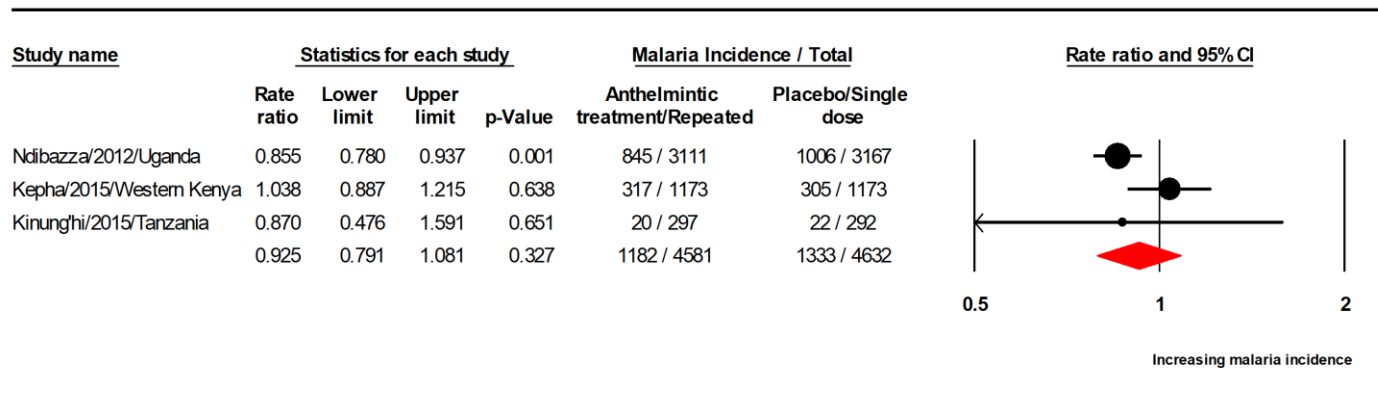 Study name Statistics for each study Malaria Incidence / Total Rate ratio and 95% CI
Rate Lower Upper Anthelmintic Placebo/Single
ratio limit limit p-Value treatment/Repeated dose
Ndibazza/2012/Uganda 0.855 0.780 0.937 0.001 845 / 3111 1006 / 3167
Kepha/2015/Western Kenya 1.038 0.887 1.215 0.638 317 / 1173 305 / 1173
Kinung'hi/2015/Tanzania 0.870 0.476 1.591 0.651 20 / 297 22 / 292
0.925 0.791 1.081 0.327 1182 / 4581 1333 / 4632
0.5 1 2
Increasing malaria incidence